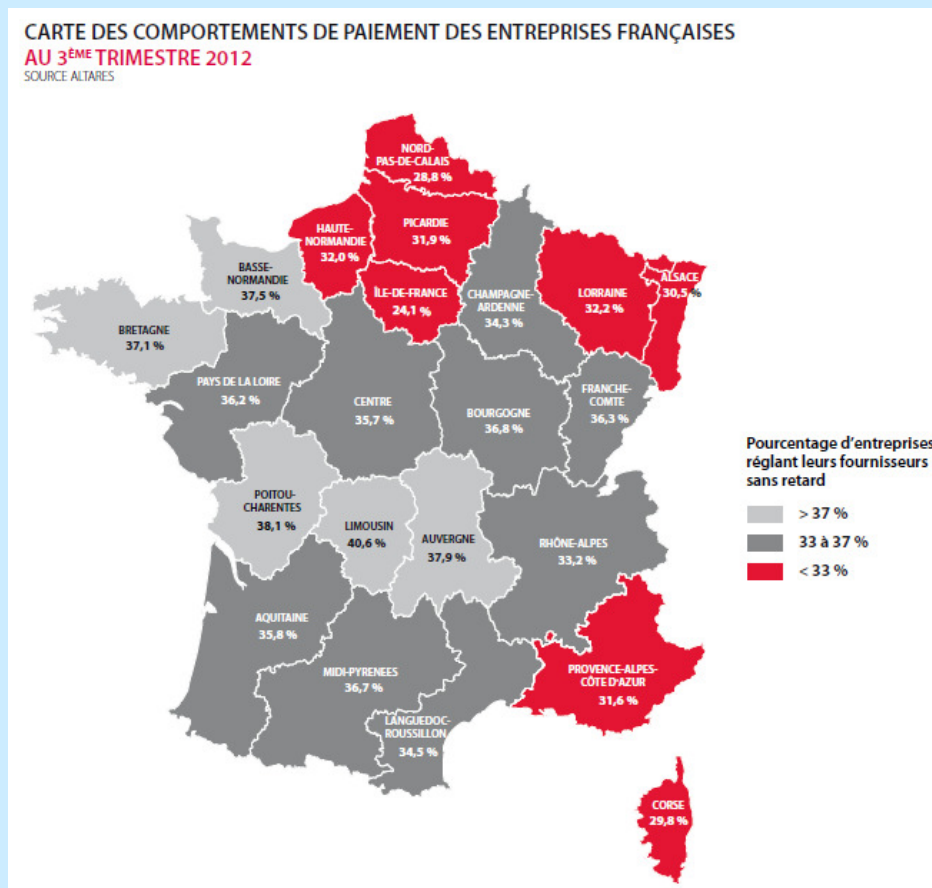 CARTE DES COMPORTEMENTS DE PAIEMENT DES ENTREPRISES FRANÇAISES
AU 3ÈME TRIMESTRE 2012
SOURCE ALTARES
NORD-
PAS-DE-CALAIS
28,8 %
PICARDIE
31,9 %
HAUTE-
NORMANDIE
32,0 %
BASSE-
NORMANDIE
37,5 %
ÎLE-DE-FRANCE
24,1 %
CHAMPAGNE-
ARDENNE
34,3 %
LORRAINE
32,2 %
ALSACE
30,5 %
BRETAGNE
37,1 %
PAYS DE LA LOIRE
36,2 %
CENTRE
35,7 %
BOURGOGNE
36,8 %
FRANCHE-
COMTE
36,3 %
POITOU-
CHARENTES
38,1 %
LIMOUSIN
40,6 %
AUVERGNE
37,9 %
RHÔNE-ALPES
33,2 %
AQUITAINE
35,8 %
MIDI-PYRENEES
36,7 %
LANGUEDOC-
ROUSSILLON
34,5 %
PROVENCE-ALPES-
CÔTE D'AZUR
31,6 %
CORSE
29,8 %
Pourcentage d'entreprises
réglant leurs fournisseurs
sans retard
> 37 %
33 à 37 %
< 33 %